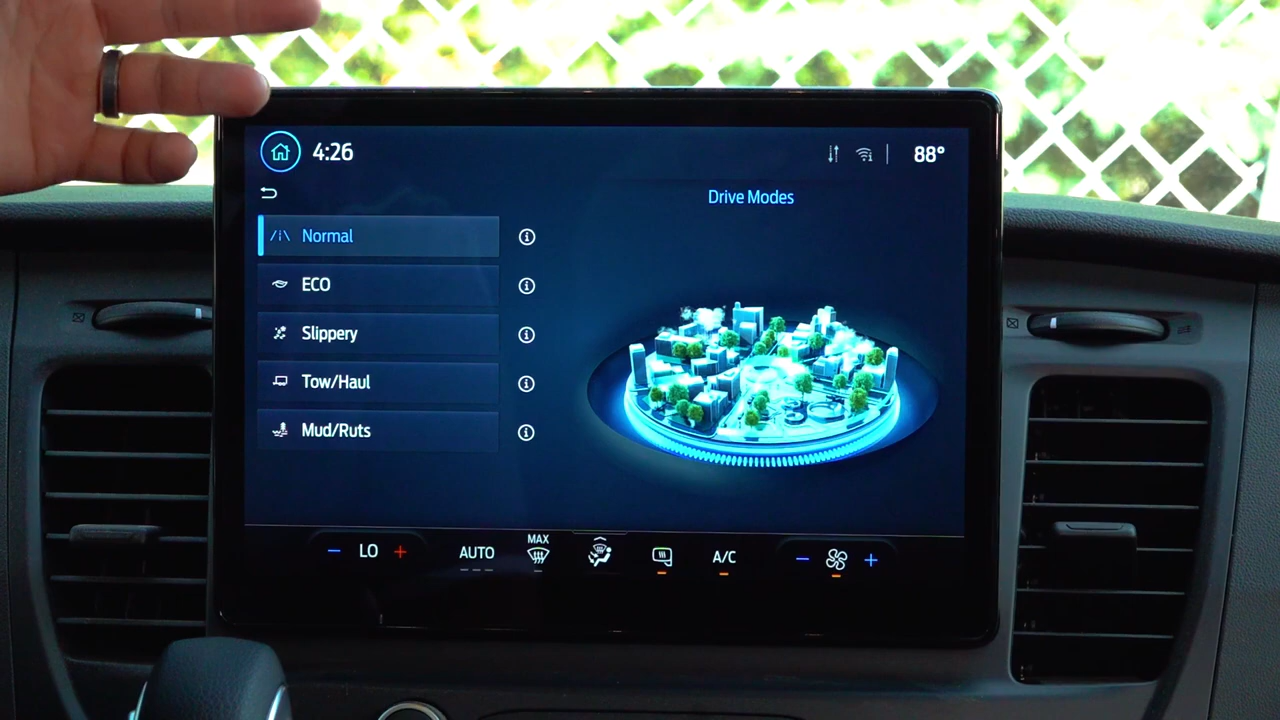 4:26
88°
Drive Modes
Normal
ECO
Slippery
Tow/Haul
Mud/Ruts
LO
AUTO
MAX
A/C